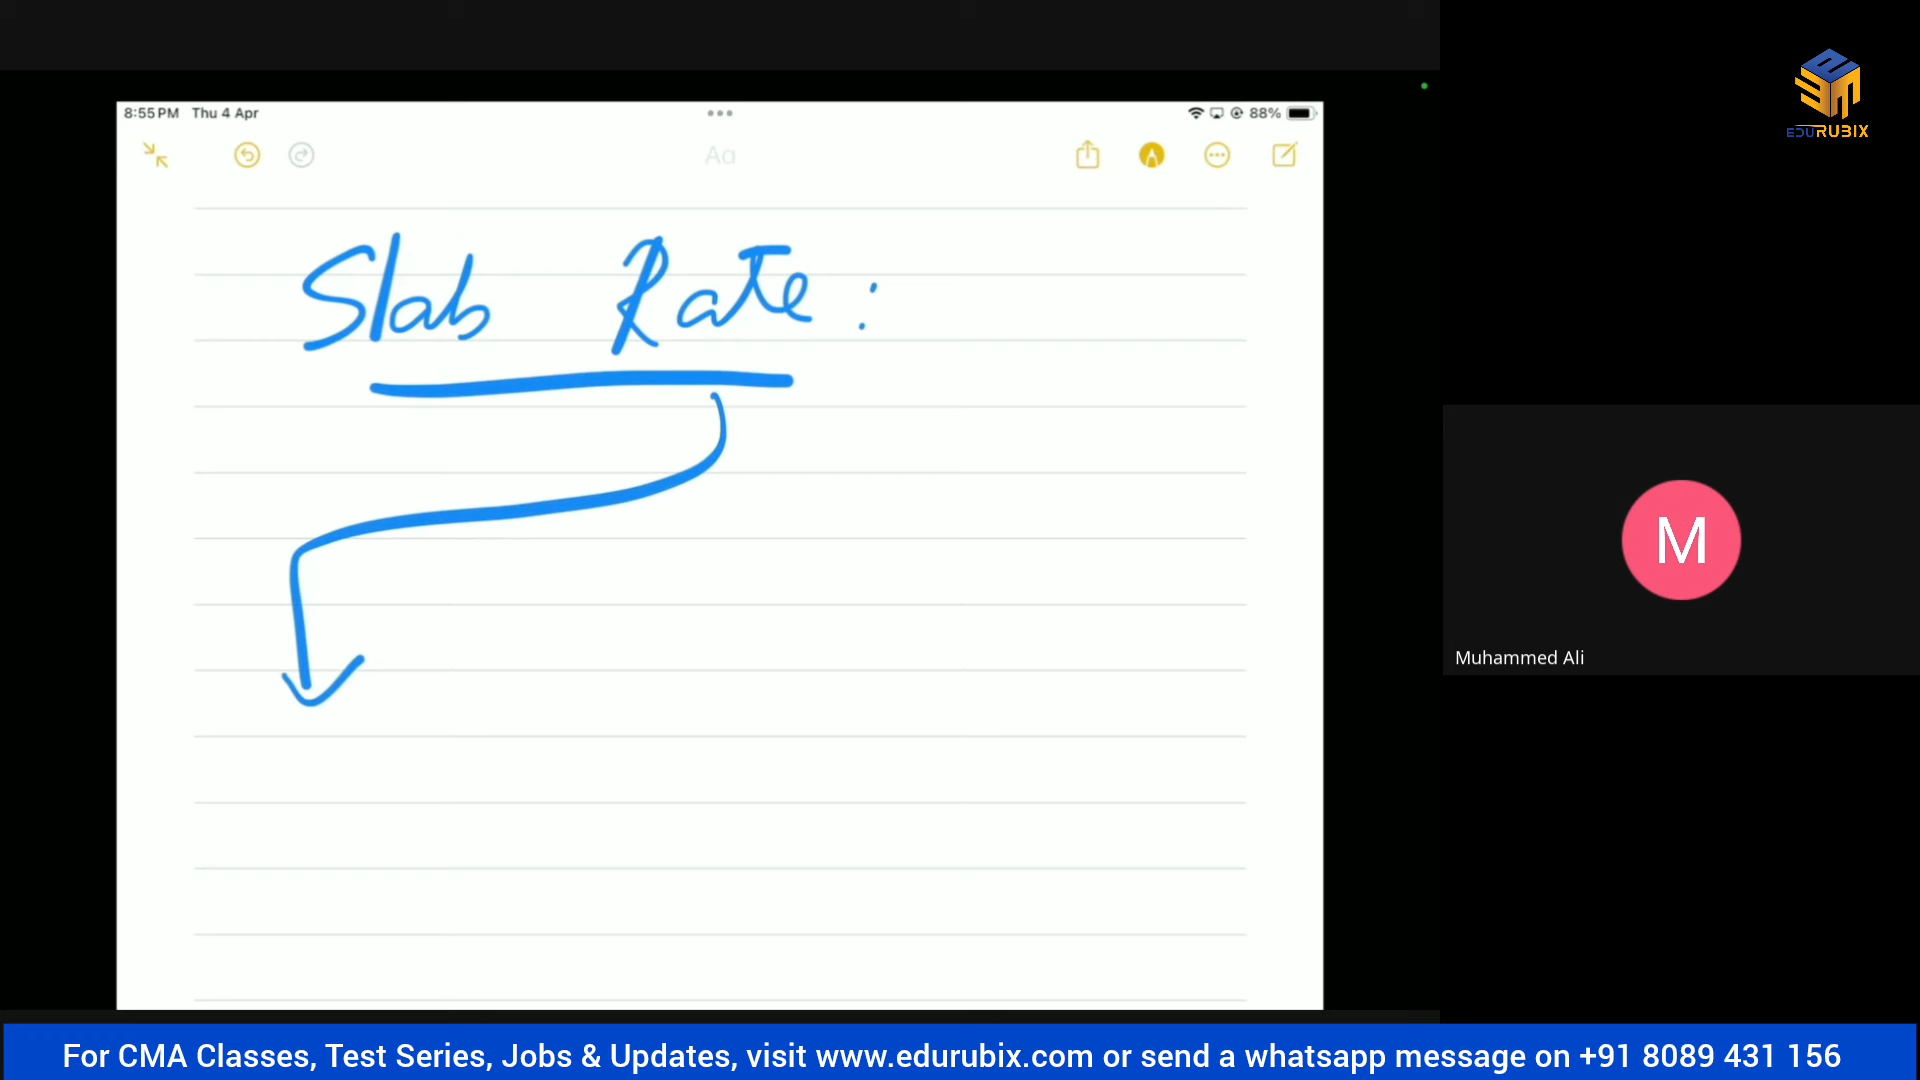 8:55 PM Thu 4 Apr
88%
Aa
EDURUBIX
Slab Rate :
M
Muhammed Ali
For CMA Classes, Test Series, Jobs & Updates, visit www.edurubix.com or send a whatsapp message on +91 8089 431 156